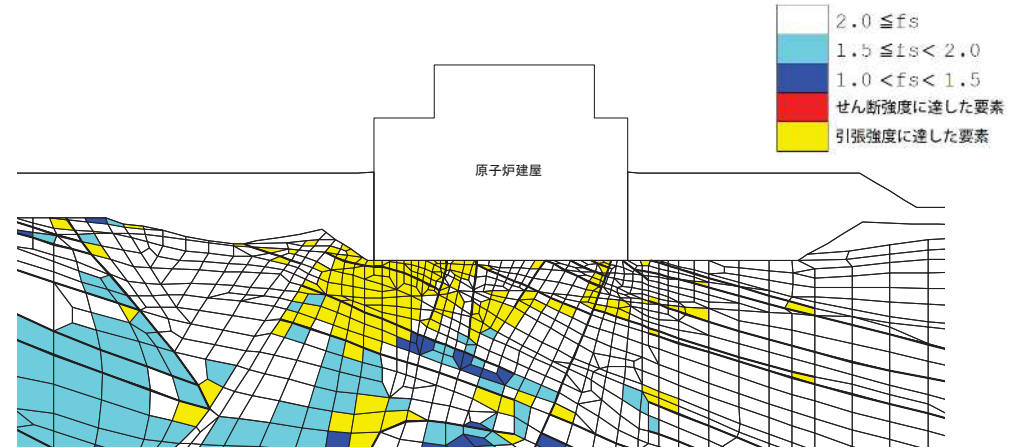 2.0 ≦fs
1.5 ≦fs< 2.0
1.0 <fs< 1.5
せん断強度に達した要素
引張強度に達した要素
原子炉建屋